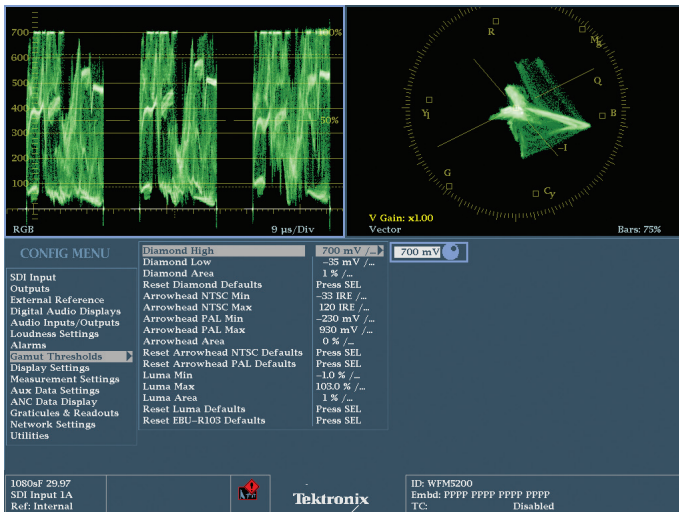 700
600
500
400
300
200
100
100%
50%
RGB
9 µs/Div
R
Mg
Q
B
Yl
-I
G
Cy
V Gain: x1.00
Vector
Bars: 75%
CONFIG MENU
SDI Input
Outputs
External Reference
Digital Audio Displays
Audio Inputs/Outputs
Loudness Settings
Alarms
Gamut Thresholds
Display Settings
Measurement Settings
Aux Data Settings
ANC Data Display
Graticules & Readouts
Network Settings
Utilities
Diamond High 700 mV /...
Diamond Low -35 mV /...
Diamond Area 1 % /...
Reset Diamond Defaults Press SEL
Arrowhead NTSC Min -33 IRE /...
Arrowhead NTSC Max 120 IRE /...
Arrowhead PAL Min -230 mV /...
Arrowhead PAL Max 930 mV /...
Arrowhead Area 0 % /...
Reset Arrowhead NTSC Defaults Press SEL
Reset Arrowhead PAL Defaults Press SEL
Luma Min -1.0 % /...
Luma Max 103.0 % /...
Luma Area 1 % /...
Reset Luma Defaults Press SEL
Reset EBU-R103 Defaults Press SEL
700 mV
1080sF 29.97
SDI Input 1A
Ref: Internal
Tektronix
ID: WFM5200
Embd: PPPP PPPP PPPP PPPP
TC: Disabled